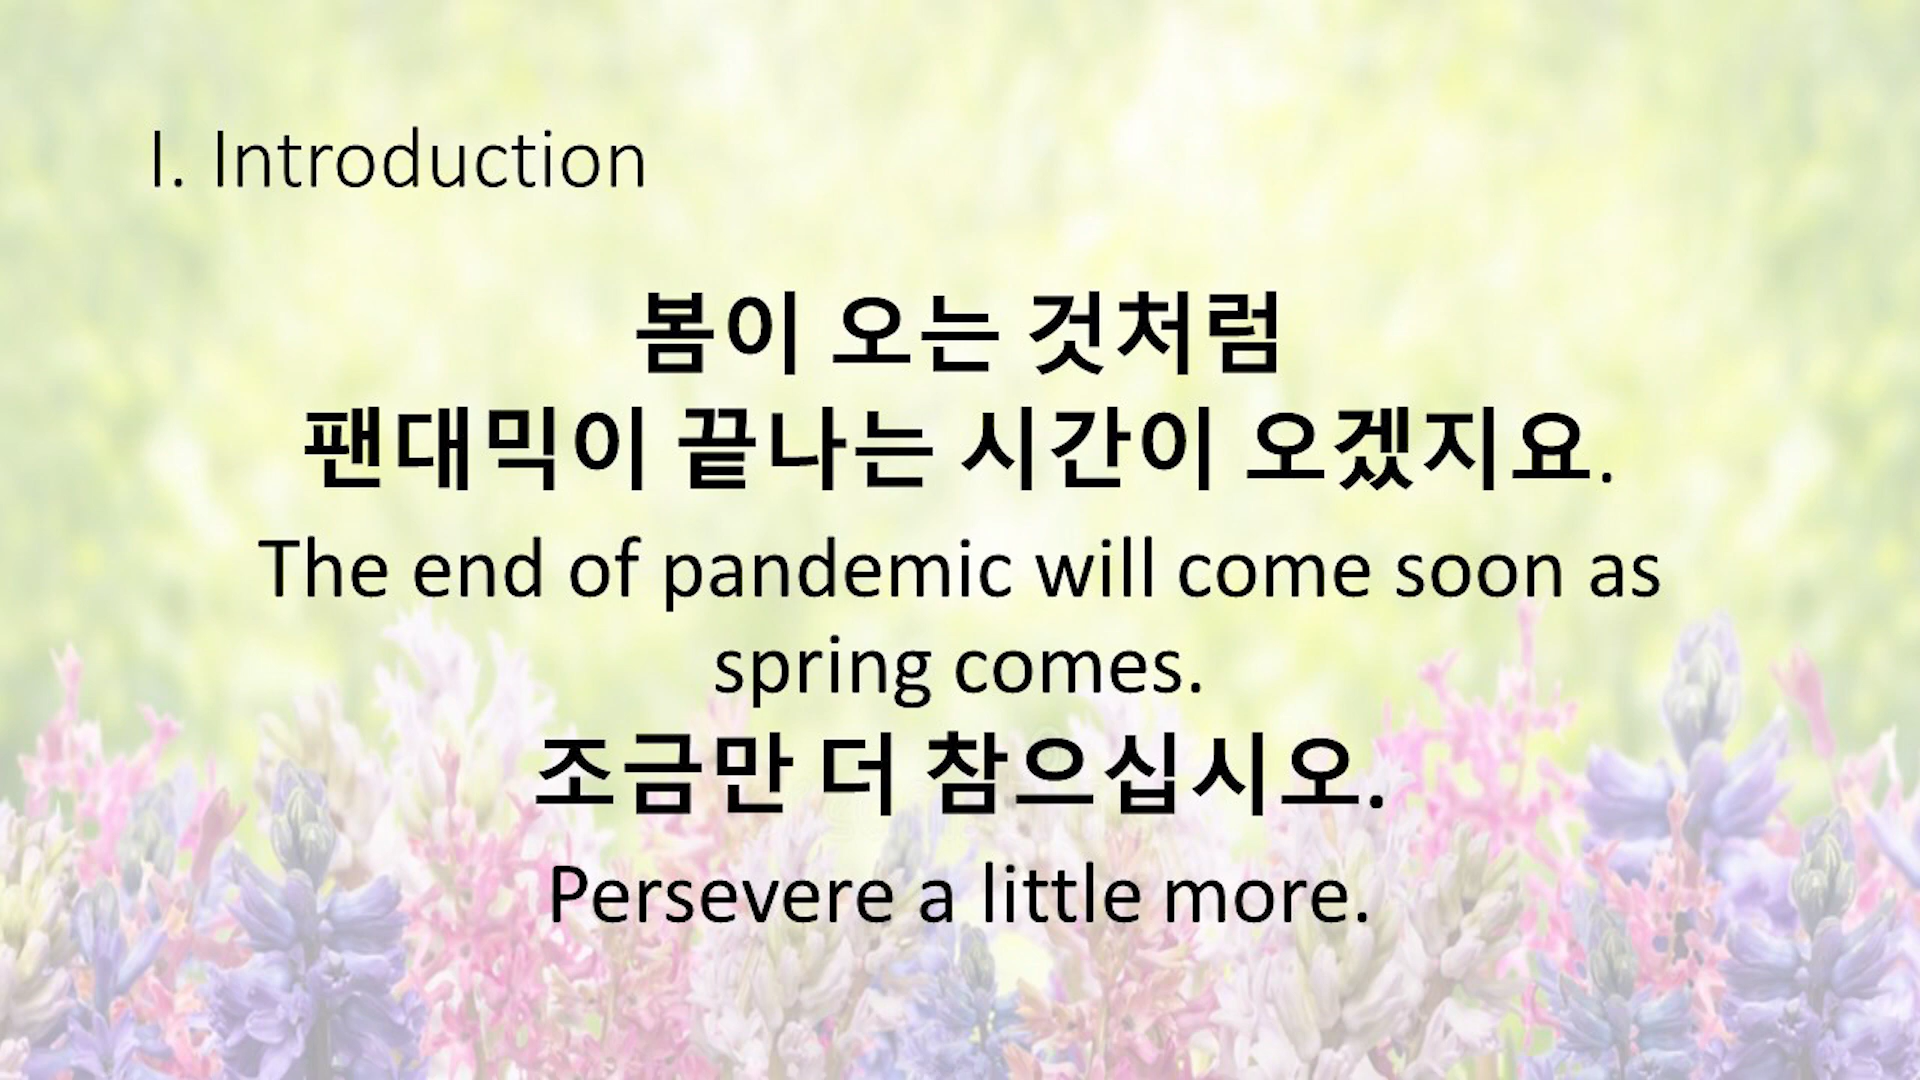 I. Introduction
봄이 오는 것처럼
팬대믹이 끝나는 시간이 오겠지요.
The end of pandemic will come soon as
spring comes.
조금만 더 참으십시오.
Persevere a little more.